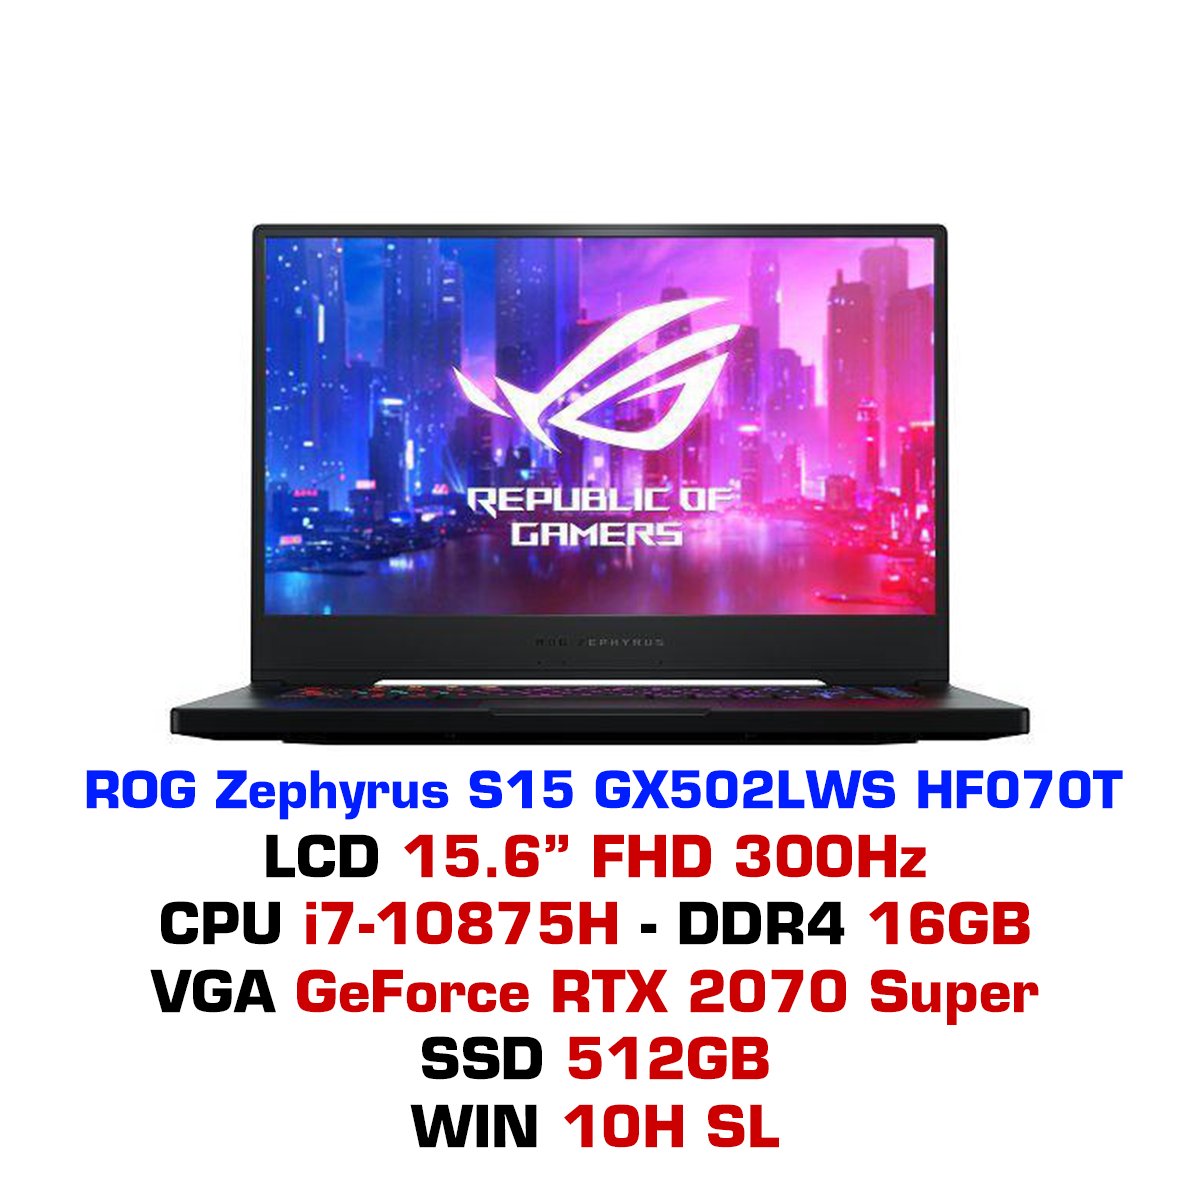 REPUBLIC OF
GAMERS
ROG ZEPHYRUS
ROG Zephyrus S15 GX502LWS HF070T
LCD 15.6” FHD 300Hz
CPU i7-10875H - DDR4 16GB
VGA GeForce RTX 2070 Super
SSD 512GB
WIN 10H SL